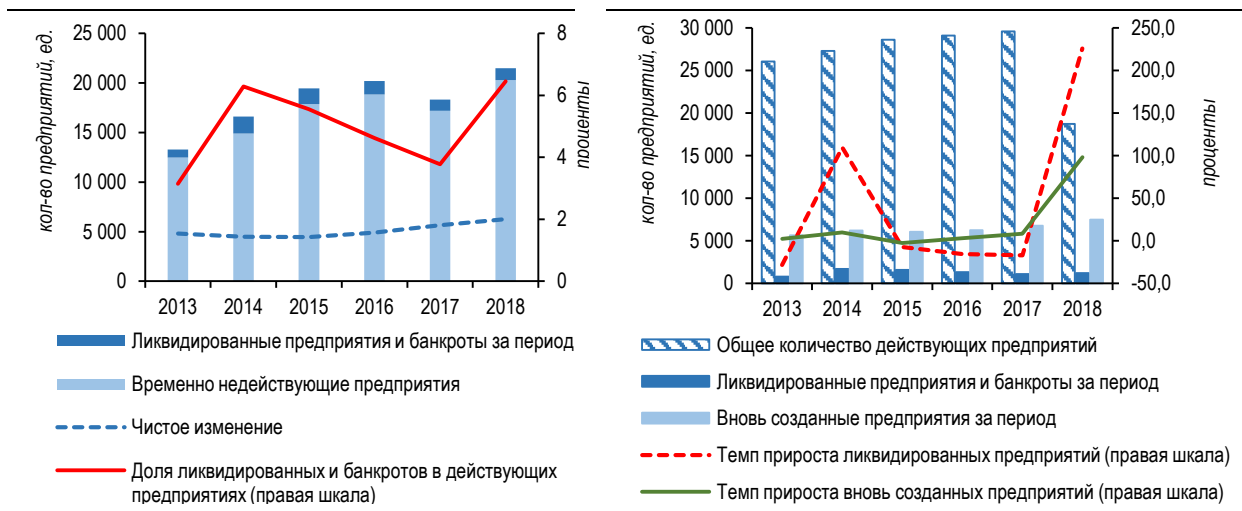 кол-во предприятий, ед.
25 000
20 000
15 000
10 000
5 000
0
8
6
4
2
0
проценты
2013 2014 2015 2016 2017 2018
Ликвидированные предприятия и банкроты за период
Временно недействующие предприятия
Чистое изменение
Доля ликвидированных и банкротов в действующих
предприятиях (правая шкала)
кол-во предприятий, ед.
30 000
25 000
20 000
15 000
10 000
5 000
0
250,0
200,0
150,0
100,0
50,0
0,0
-50,0
проценты
2013 2014 2015 2016 2017 2018
Общее количество действующих предприятий
Ликвидированные предприятия и банкроты за период
Вновь созданные предприятия за период
Темп прироста ликвидированных предприятий (правая шкала)
Темп прироста вновь созданных предприятий (правая шкала)